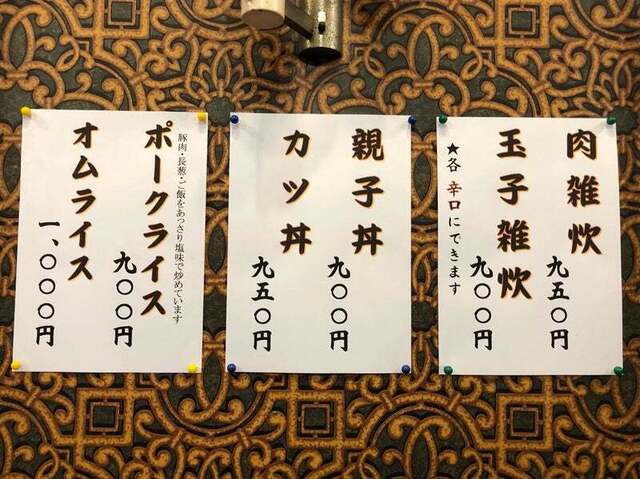 肉雑炊
九五〇円
玉子雑炊
九〇〇円
★各 辛口にできます
親子丼
九〇〇円
カツ丼
九五〇円
豚肉・長葱・ご飯をあっさり塩味で炒めています
ポークライス
九〇〇円
オムライス
一、〇〇〇円